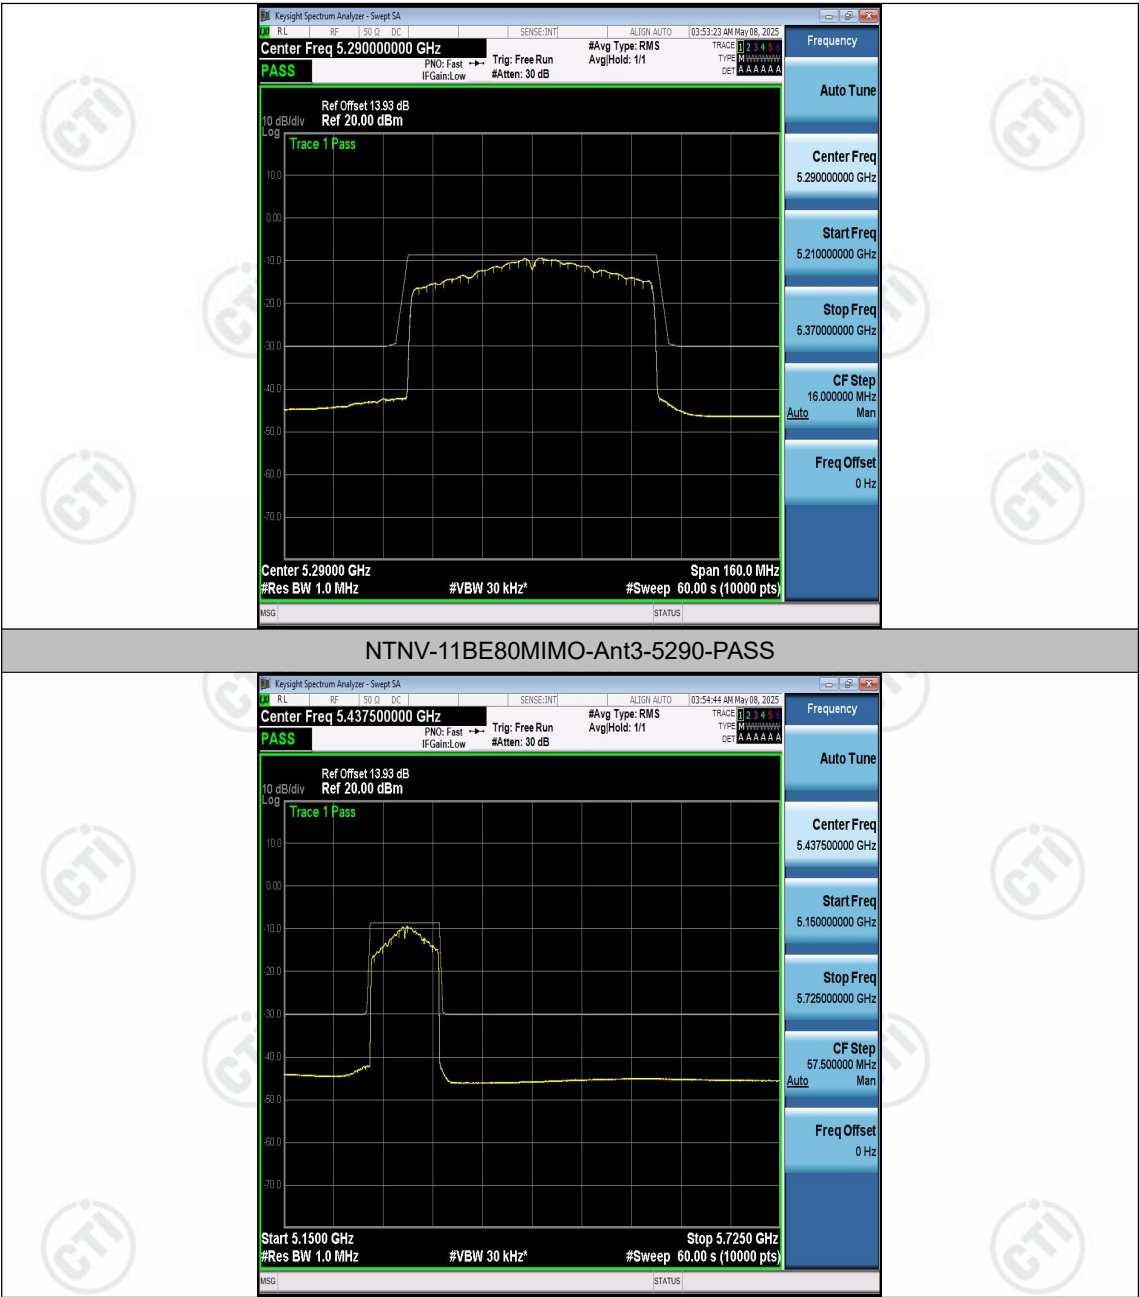 Keysight Spectrum Analyzer - Swept SA
RL RF 50 Ω DC SENSE:INT ALIGN AUTO 03:53:23 AM May 08, 2025
Center Freq 5.290000000 GHz #Avg Type: RMS TRACE 1 2 3 4 5 6
PASS PNO: Fast Trig: Free Run Avg|Hold: 1/1 TYPE M WWWWW
IFGain:Low #Atten: 30 dB DET A A A A A A
Ref Offset 13.93 dB
10 dB/div Ref 20.00 dBm
Log
Trace 1 Pass
10.0
0.00
-10.0
-20.0
-30.0
-40.0
-50.0
-60.0
-70.0
Center 5.29000 GHz Span 160.0 MHz
#Res BW 1.0 MHz #VBW 30 kHz* #Sweep 60.00 s (10000 pts)
MSG STATUS
Frequency
Auto Tune
Center Freq
5.290000000 GHz
Start Freq
5.210000000 GHz
Stop Freq
5.370000000 GHz
CF Step
16.000000 MHz
Auto Man
Freq Offset
0 Hz
NTNV-11BE80MIMO-Ant3-5290-PASS
Keysight Spectrum Analyzer - Swept SA
RL RF 50 Ω DC SENSE:INT ALIGN AUTO 03:54:44 AM May 08, 2025
Center Freq 5.437500000 GHz #Avg Type: RMS TRACE 1 2 3 4 5 6
PASS PNO: Fast Trig: Free Run Avg|Hold: 1/1 TYPE M WWWWW
IFGain:Low #Atten: 30 dB DET A A A A A A
Ref Offset 13.93 dB
10 dB/div Ref 20.00 dBm
Log
Trace 1 Pass
10.0
0.00
-10.0
-20.0
-30.0
-40.0
-50.0
-60.0
-70.0
Start 5.1500 GHz Stop 5.7250 GHz
#Res BW 1.0 MHz #VBW 30 kHz* #Sweep 60.00 s (10000 pts)
MSG STATUS
Frequency
Auto Tune
Center Freq
5.437500000 GHz
Start Freq
5.150000000 GHz
Stop Freq
5.725000000 GHz
CF Step
57.500000 MHz
Auto Man
Freq Offset
0 Hz
CTI
CTI
CTI
CTI
CTI
CTI
CTI
CTI